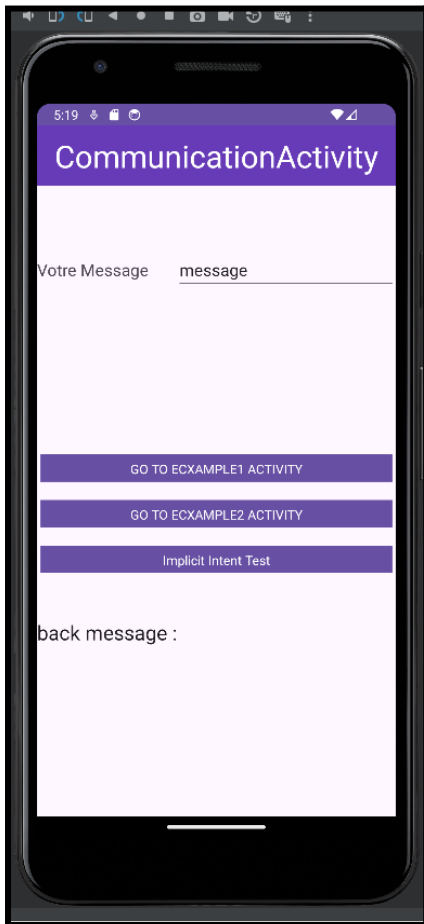 5:19
CommunicationActivity
Votre Message message
GO TO ECXAMPLE1 ACTIVITY
GO TO ECXAMPLE2 ACTIVITY
Implicit Intent Test
back message :